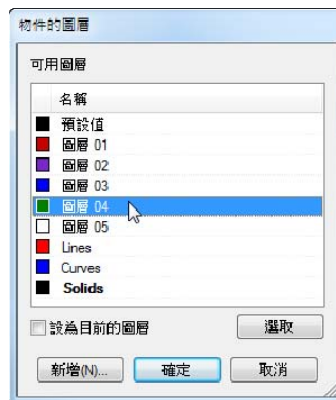 物件的圖層
可用圖層
名稱
預設值
圖層 01
圖層 02
圖層 03
圖層 04
圖層 05
Lines
Curves
Solids
設為目前的圖層
選取
新增(N)... 確定 取消